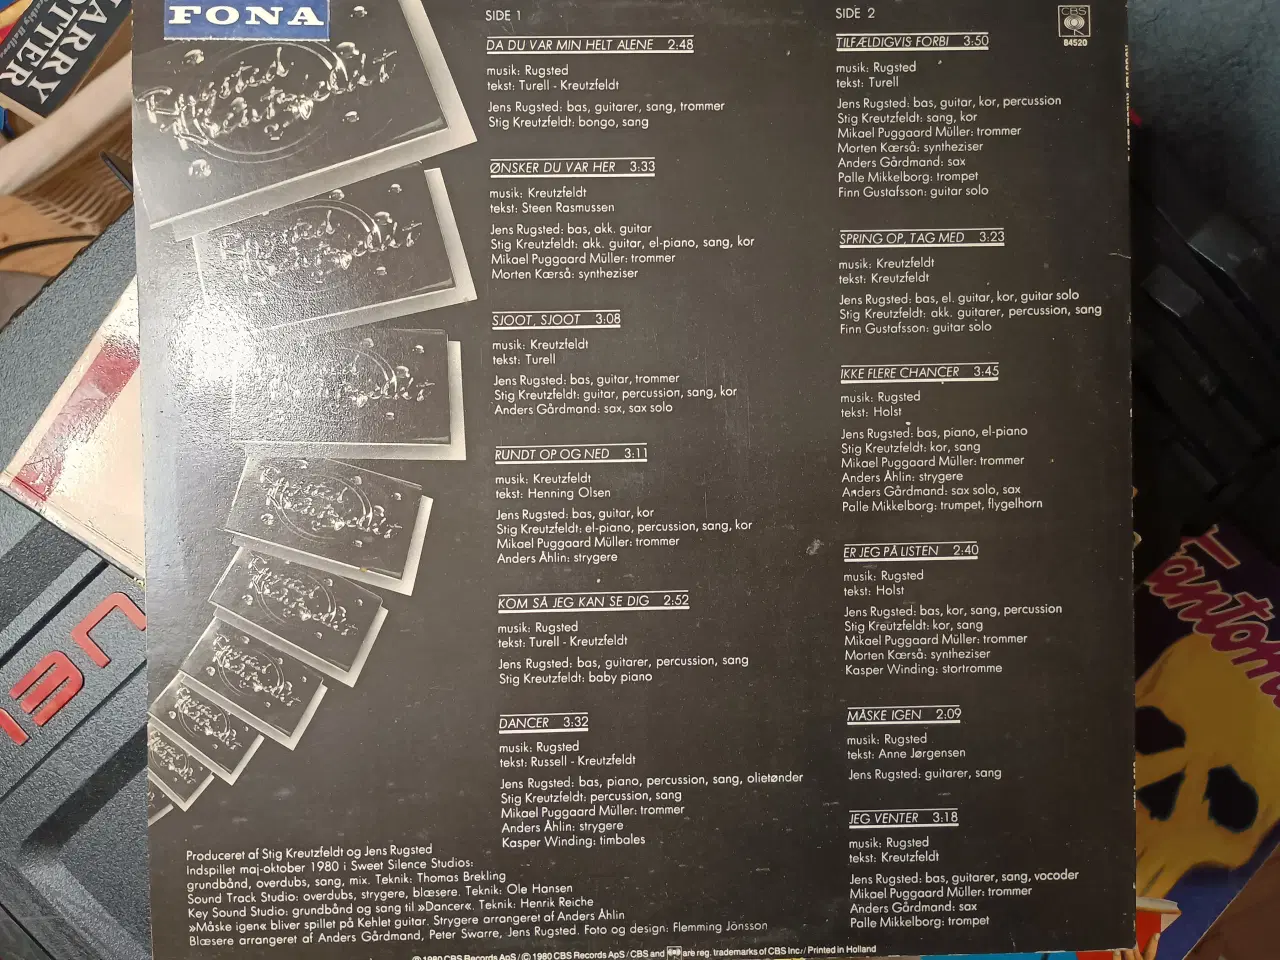 FONA
HARRY
POTTER
Rugsted
Kreutzfeldt
SIDE 1
DA DU VAR MIN HELT ALENE 2:48
musik: Rugsted
tekst: Turell - Kreutzfeldt
Jens Rugsted: bas, guitarer, sang, trommer
Stig Kreutzfeldt: bongo, sang
ØNSKER DU VAR HER 3:33
musik: Kreutzfeldt
tekst: Steen Rasmussen
Jens Rugsted: bas, akk. guitar
Stig Kreutzfeldt: akk. guitar, el-piano, sang, kor
Mikael Puggaard Müller: trommer
Morten Kærså: syntheziser
SJOOT, SJOOT 3:08
musik: Kreutzfeldt
tekst: Turell
Jens Rugsted: bas, guitar, trommer
Stig Kreutzfeldt: guitar, percussion, sang, kor
Anders Gårdmand: sax, sax solo
RUNDT OP OG NED 3:11
musik: Kreutzfeldt
tekst: Henning Olsen
Jens Rugsted: bas, guitar, kor
Stig Kreutzfeldt: el-piano, percussion, sang, kor
Mikael Puggaard Müller: trommer
Anders Åhlin: strygere
KOM SÅ JEG KAN SE DIG 2:52
musik: Rugsted
tekst: Turell - Kreutzfeldt
Jens Rugsted: bas, guitarer, percussion, sang
Stig Kreutzfeldt: baby piano
DANCER 3:32
musik: Rugsted
tekst: Russell - Kreutzfeldt
Jens Rugsted: bas, piano, percussion, sang, olietønder
Stig Kreutzfeldt: percussion, sang
Mikael Puggaard Müller: trommer
Anders Åhlin: strygere
Kasper Winding: timbales
SIDE 2
CBS
84520
TILFÆLDIGVIS FORBI 3:50
musik: Rugsted
tekst: Turell
Jens Rugsted: bas, guitar, kor, percussion
Stig Kreutzfeldt: sang, kor
Mikael Puggaard Müller: trommer
Morten Kærså: syntheziser
Anders Gårdmand: sax
Palle Mikkelborg: trompet
Finn Gustafsson: guitar solo
SPRING OP, TAG MED 3:23
musik: Kreutzfeldt
tekst: Kreutzfeldt
Jens Rugsted: bas, el. guitar, kor, guitar solo
Stig Kreutzfeldt: akk. guitarer, percussion, sang
Finn Gustafsson: guitar solo
IKKE FLERE CHANCER 3:45
musik: Rugsted
tekst: Holst
Jens Rugsted: bas, piano, el-piano
Stig Kreutzfeldt: kor, sang
Mikael Puggaard Müller: trommer
Anders Åhlin: strygere
Anders Gårdmand: sax solo, sax
Palle Mikkelborg: trumpet, flygelhorn
ER JEG PÅ LISTEN 2:40
musik: Rugsted
tekst: Holst
Jens Rugsted: bas, kor, sang, percussion
Stig Kreutzfeldt: kor, sang
Mikael Puggaard Müller: trommer
Morten Kærså: syntheziser
Kasper Winding: stortromme
MÅSKE IGEN 2:09
musik: Rugsted
tekst: Anne Jørgensen
Jens Rugsted: guitarer, sang
JEG VENTER 3:18
musik: Rugsted
tekst: Kreutzfeldt
Jens Rugsted: bas, guitarer, sang, vocoder
Mikael Puggaard Müller: trommer
Anders Gårdmand: sax
Palle Mikkelborg: trompet
Produceret af Stig Kreutzfeldt og Jens Rugsted
Indspillet maj-oktober 1980 i Sweet Silence Studios:
grundbånd, overdubs, sang, mix. Teknik: Thomas Brekling
Sound Track Studio: overdubs, strygere, blæsere. Teknik: Ole Hansen
Key Sound Studio: grundbånd og sang til »Dancer«. Teknik: Henrik Reiche
»Måske igen« bliver spillet på Kehlet guitar. Strygere arrangeret af Anders Åhlin
Blæsere arrangeret af Anders Gårdmand, Peter Swarre, Jens Rugsted. Foto og design: Flemming Jönsson
℗ 1980 CBS Records ApS / © 1980 CBS Records ApS / CBS and are reg. trademarks of CBS Inc. / Printed in Holland
Fantom